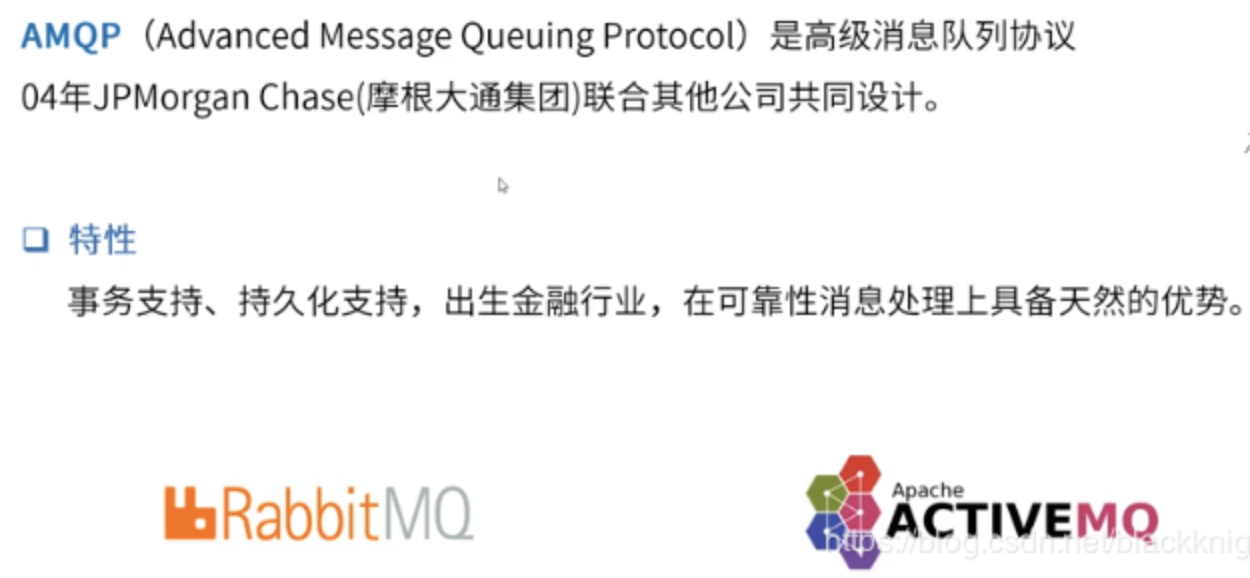 AMQP（Advanced Message Queuing Protocol）是高级消息队列协议
04年JPMorgan Chase(摩根大通集团)联合其他公司共同设计。
特性
事务支持、持久化支持，出生金融行业，在可靠性消息处理上具备天然的优势。
RabbitMQ
Apache
ACTIVEMQ
https://blog.csdn.net/blackknig